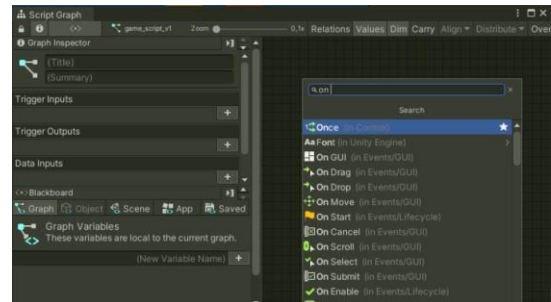 Script Graph
game_script_v1 Zoom 0,1x Relations Values Dim Carry Align Distribute Over
Graph Inspector
(Title)
(Summary)
Trigger Inputs
Trigger Outputs
Data Inputs
Blackboard
Graph Object Scene App Saved
Graph Variables
These variables are local to the current graph.
(New Variable Name)
on
Search
Once (in Control)
Font (in Unity Engine)
On GUI (in Events/GUI)
On Drag (in Events/GUI)
On Drop (in Events/GUI)
On Move (in Events/GUI)
On Start (in Events/Lifecycle)
On Cancel (in Events/GUI)
On Scroll (in Events/GUI)
On Select (in Events/GUI)
On Submit (in Events/GUI)
On Enable (in Events/Lifecycle)